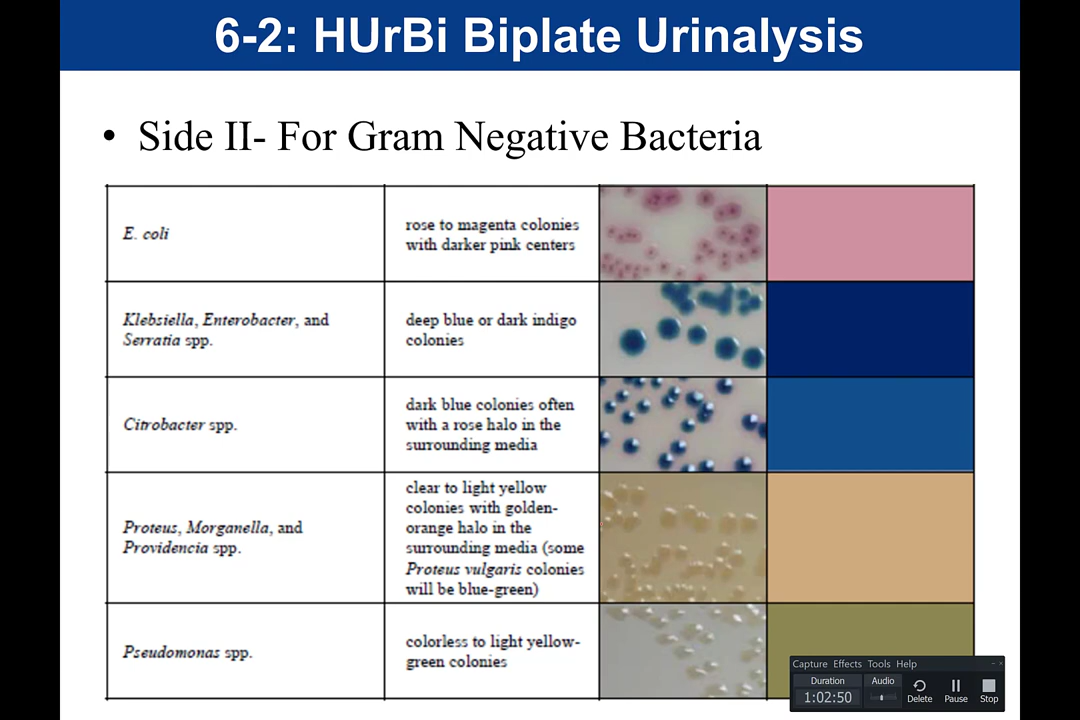 6-2: HUrBi Biplate Urinalysis
• Side II- For Gram Negative Bacteria
E. coli
rose to magenta colonies
with darker pink centers
Klebsiella, Enterobacter, and
Serratia spp.
deep blue or dark indigo
colonies
Citrobacter spp.
dark blue colonies often
with a rose halo in the
surrounding media
Proteus, Morganella, and
Providencia spp.
clear to light yellow
colonies with golden-
orange halo in the
surrounding media (some
Proteus vulgaris colonies
will be blue-green)
Pseudomonas spp.
colorless to light yellow-
green colonies
Capture Effects Tools Help
Duration
Audio
1:02:50
Delete
Pause
Stop